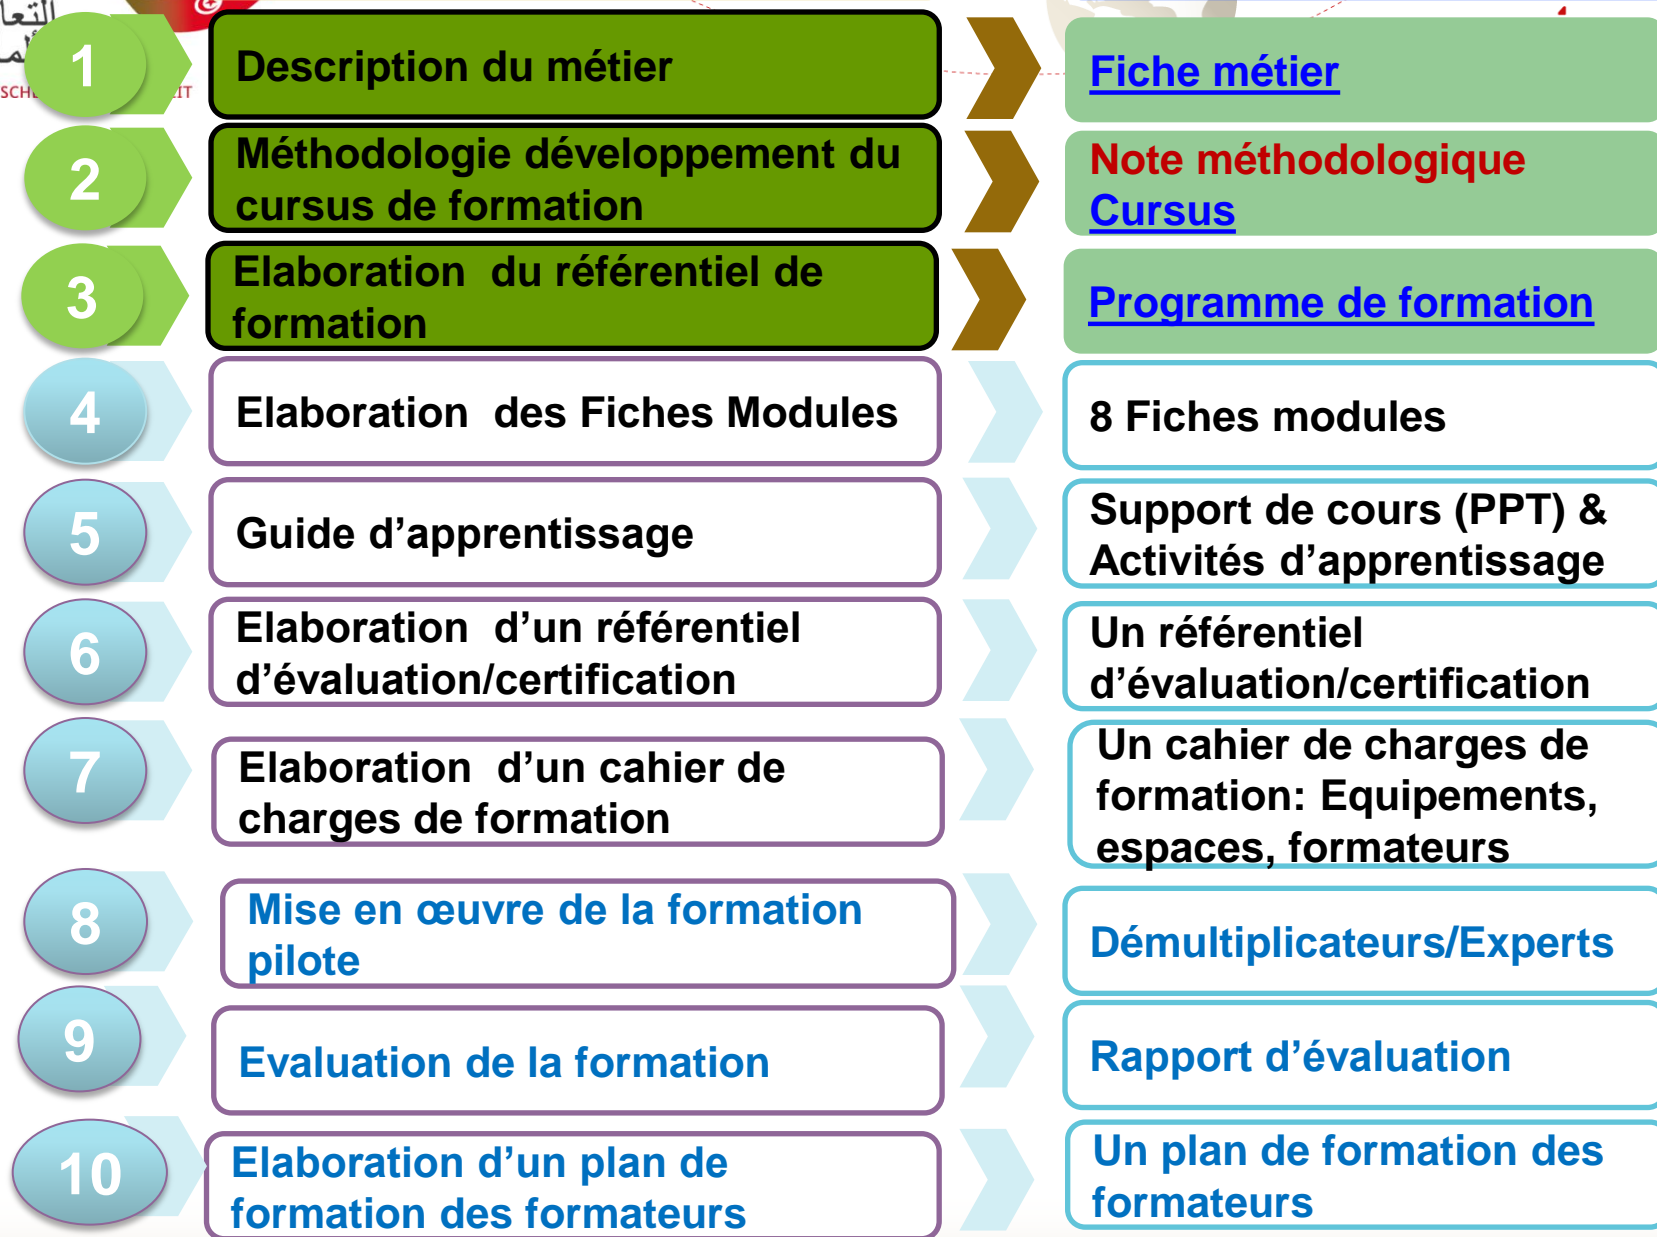 التعا
1
Description du métier
Fiche métier
SCH
IT
2
Méthodologie développement du
cursus de formation
Note méthodologique
Cursus
3
Elaboration du référentiel de
formation
Programme de formation
4
Elaboration des Fiches Modules
8 Fiches modules
5
Guide d’apprentissage
Support de cours (PPT) &
Activités d’apprentissage
6
Elaboration d’un référentiel
d’évaluation/certification
Un référentiel
d’évaluation/certification
7
Elaboration d’un cahier de
charges de formation
Un cahier de charges de
formation: Equipements,
espaces, formateurs
8
Mise en œuvre de la formation
pilote
Démultiplicateurs/Experts
9
Evaluation de la formation
Rapport d’évaluation
10
Elaboration d’un plan de
formation des formateurs
Un plan de formation des
formateurs